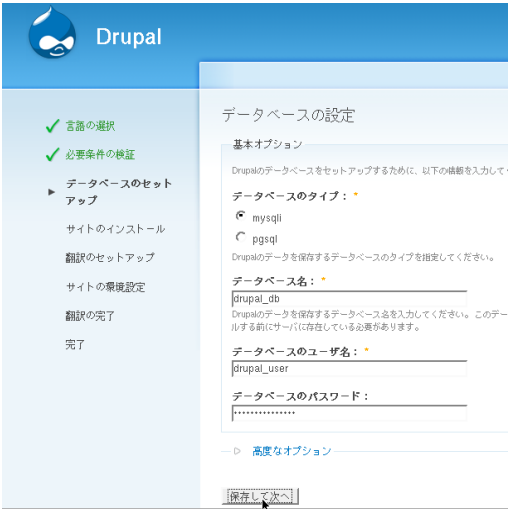 Drupal
言語の選択
必要条件の検証
データベースのセット
アップ
サイトのインストール
翻訳のセットアップ
サイトの環境設定
翻訳の完了
完了
データベースの設定
基本オプション
Drupalのデータベースをセットアップするために、以下の情報を入力して
データベースのタイプ： *
mysqli
pgsql
Drupalのデータを保存するデータベースのタイプを指定してください。
データベース名： *
drupal_db
Drupalのデータを保存するデータベース名を入力してください。このデー
ルする前にサーバに存在している必要があります。
データベースのユーザ名： *
drupal_user
データベースのパスワード：
***************
高度なオプション
保存して次へ